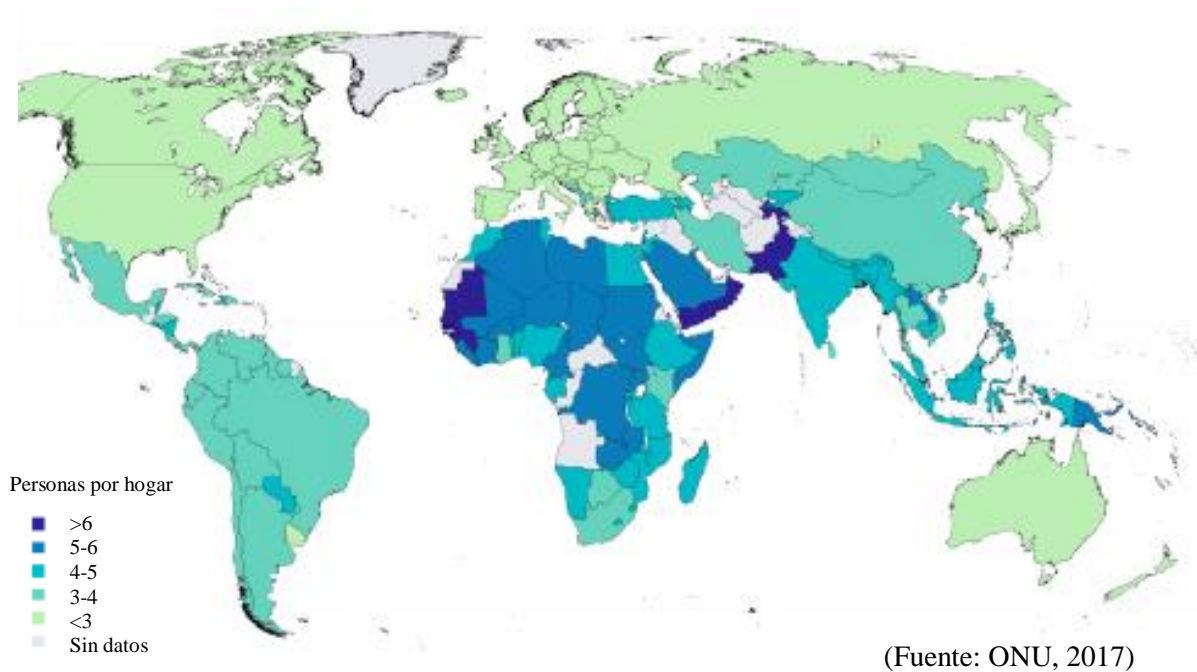 Personas por hogar
>6
5-6
4-5
3-4
<3
Sin datos
(Fuente: ONU, 2017)